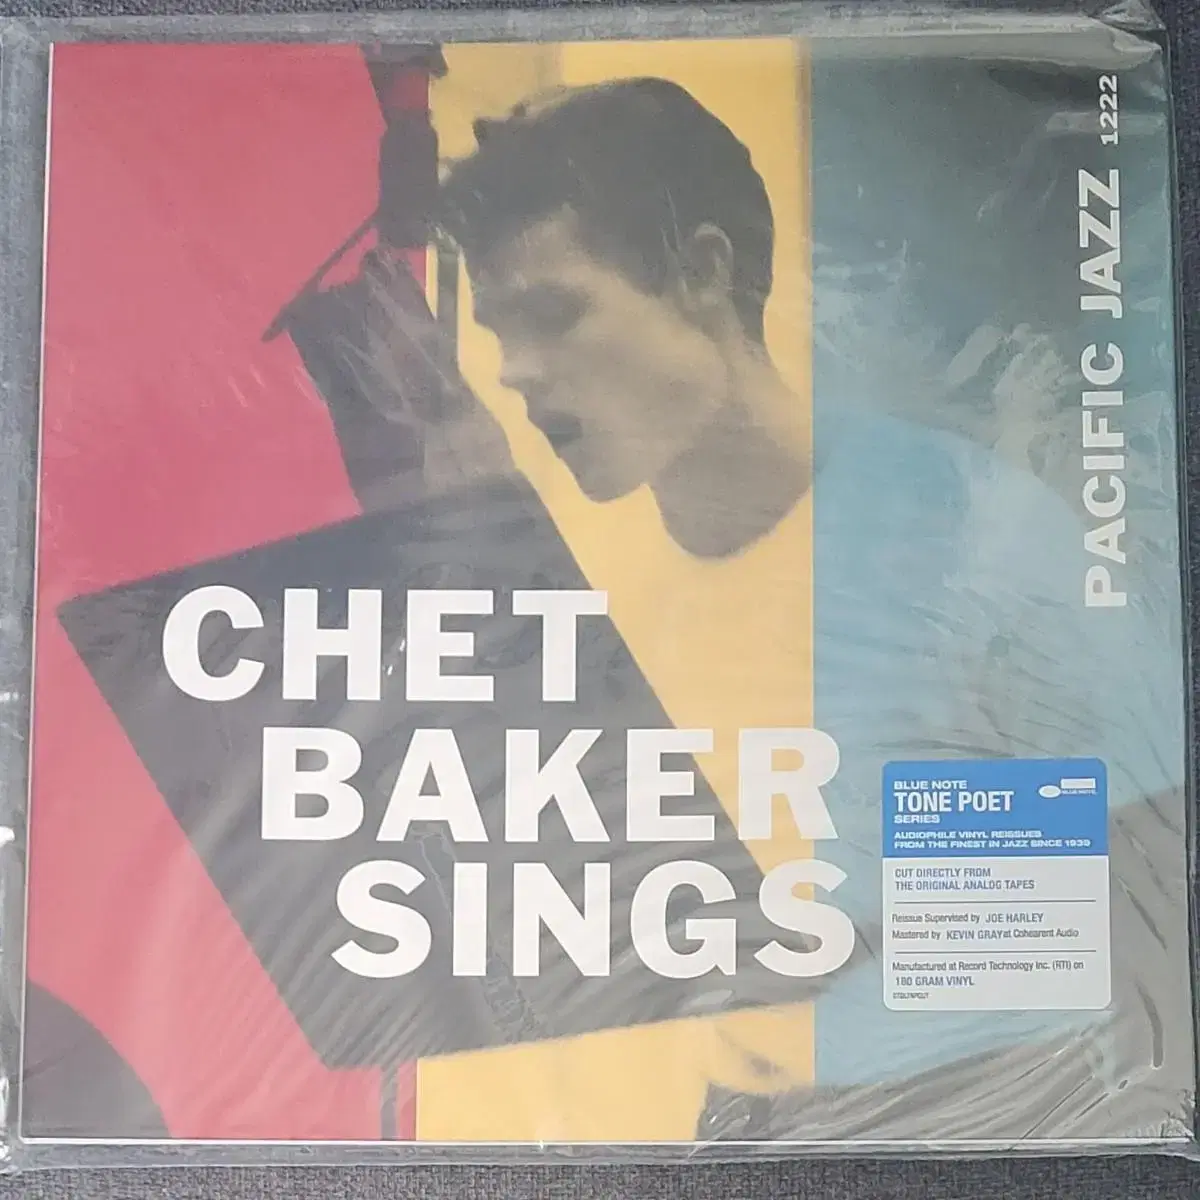 PACIFIC JAZZ 1222
CHET
BAKER
SINGS
BLUE NOTE
TONE POET
SERIES
BLUE NOTE
AUDIOPHILE VINYL REISSUES
FROM THE FINEST IN JAZZ SINCE 1939
CUT DIRECTLY FROM
THE ORIGINAL ANALOG TAPES
Reissue Supervised by JOE HARLEY
Mastered by KEVIN GRAY at Cohearent Audio
Manufactured at Record Technology Inc. (RTI) on
180 GRAM VINYL